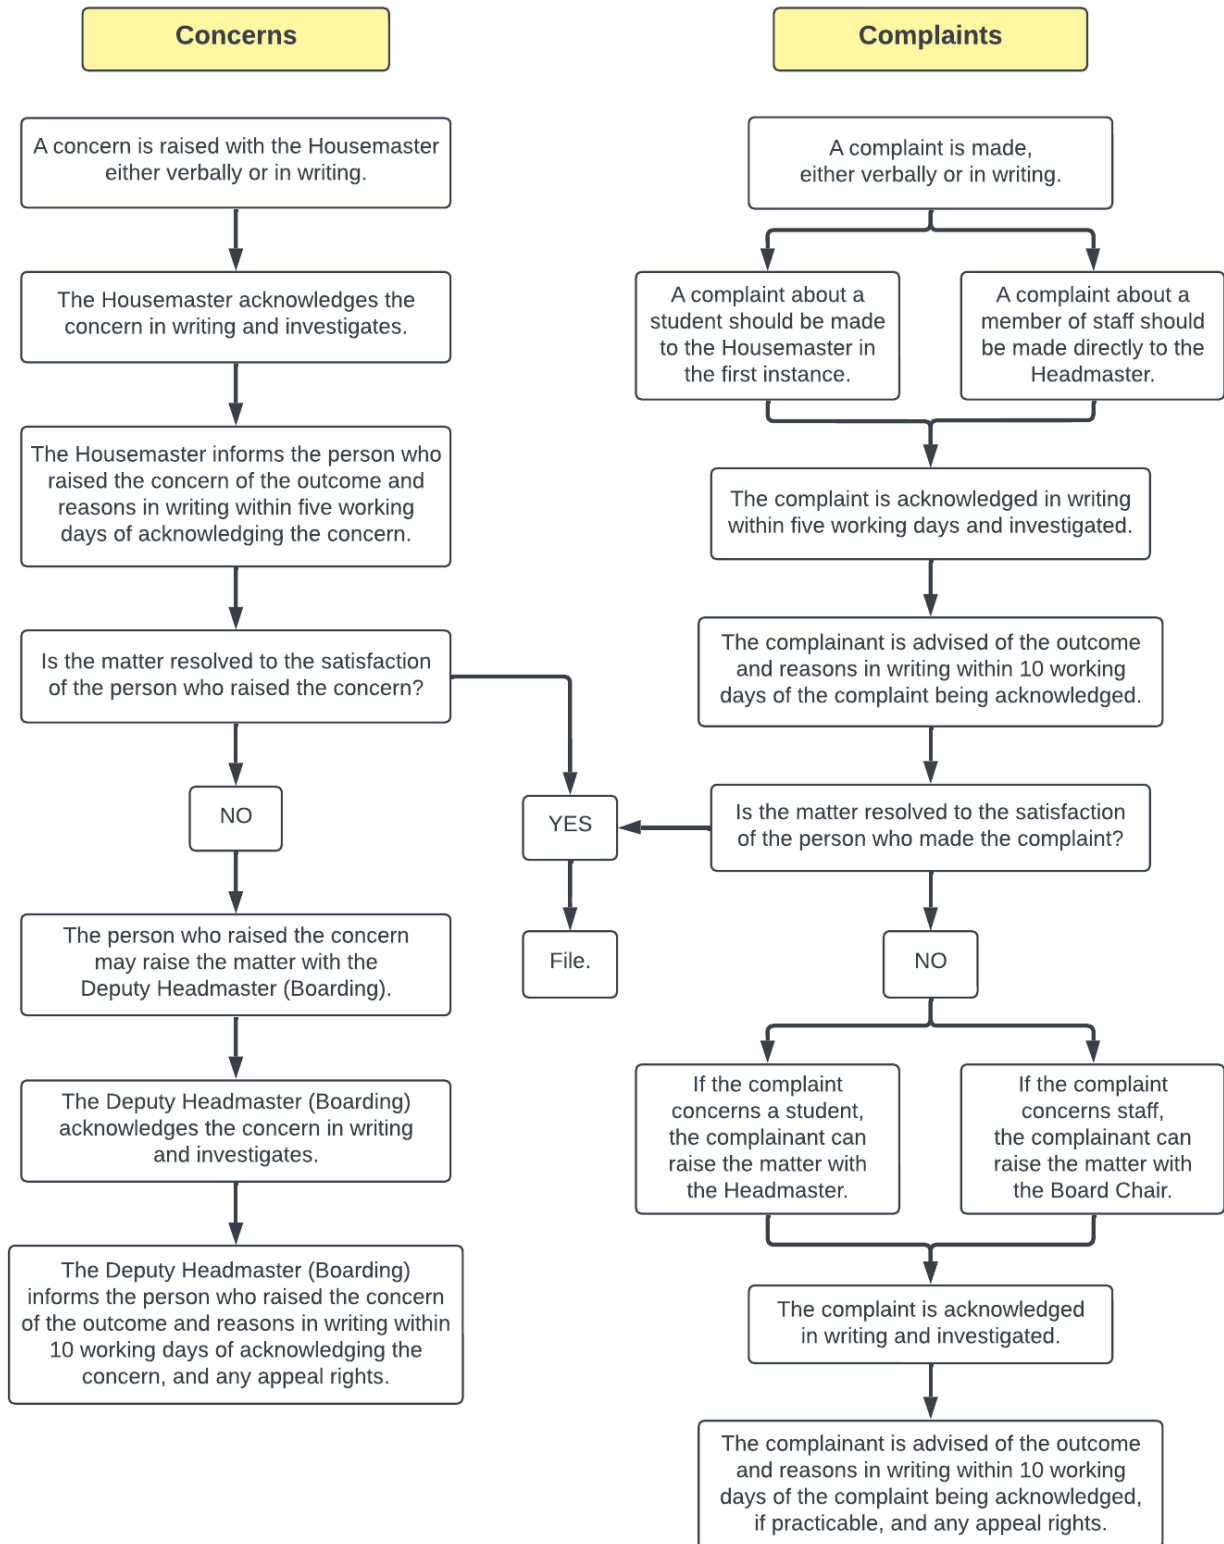 Concerns
A concern is raised with the Housemaster
either verbally or in writing.
The Housemaster acknowledges the
concern in writing and investigates.
The Housemaster informs the person who
raised the concern of the outcome and
reasons in writing within five working
days of acknowledging the concern.
Is the matter resolved to the satisfaction
of the person who raised the concern?
NO
The person who raised the concern
may raise the matter with the
Deputy Headmaster (Boarding).
The Deputy Headmaster (Boarding)
acknowledges the concern in writing
and investigates.
The Deputy Headmaster (Boarding)
informs the person who raised the concern
of the outcome and reasons in writing within
10 working days of acknowledging the
concern, and any appeal rights.
YES
File.
Complaints
A complaint is made,
either verbally or in writing.
A complaint about a
student should be made
to the Housemaster in
the first instance.
A complaint about a
member of staff should
be made directly to the
Headmaster.
The complaint is acknowledged in writing
within five working days and investigated.
The complainant is advised of the outcome
and reasons in writing within 10 working
days of the complaint being acknowledged.
Is the matter resolved to the satisfaction
of the person who made the complaint?
NO
If the complaint
concerns a student,
the complainant can
raise the matter with
the Headmaster.
If the complaint
concerns staff,
the complainant can
raise the matter with
the Board Chair.
The complaint is acknowledged
in writing and investigated.
The complainant is advised of the outcome
and reasons in writing within 10 working
days of the complaint being acknowledged,
if practicable, and any appeal rights.